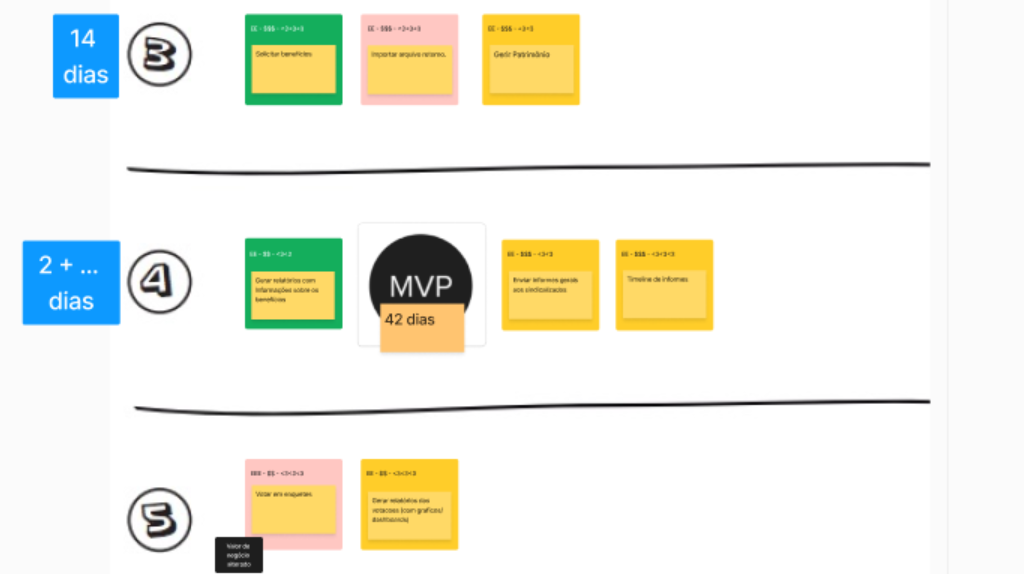 14
dias
3
EE - $$$ - <3<3<3
Solicitar benefícios
EE - $$$ - <3<3<3
Importar arquivo retorno.
EE - $$$ - <3<3
Gerir Patrimônio
2 + ...
dias
4
EE - $$ - <3<3
Gerar relatórios com
informações sobre os
benefícios
MVP
42 dias
EE - $$$ - <3<3
Enviar informes gerais
aos sindicalizados
EE - $$$ - <3<3<3
Timeline de informes
5
EEE - $$ - <3<3<3
Votar em enquetes
Valor de
negócio
alterado
EE - $$ - <3<3<3
Gerar relatórios das
votações (com gráficos/
dashboards)